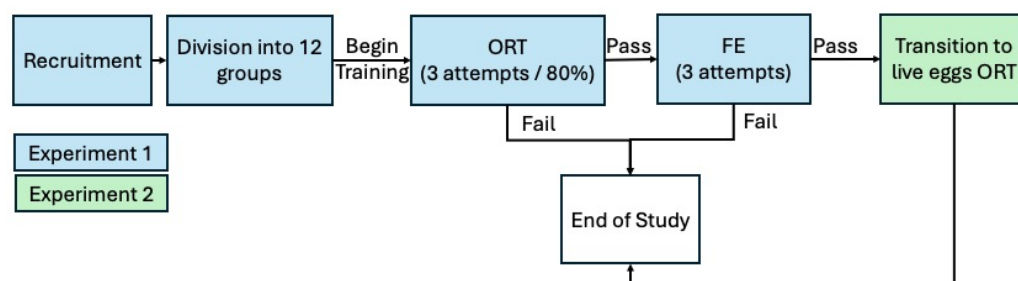 Recruitment
Division into 12
groups
Begin
Training
ORT
(3 attempts / 80%)
Pass
FE
(3 attempts)
Pass
Transition to
live eggs ORT
Fail
Fail
Experiment 1
Experiment 2
End of Study